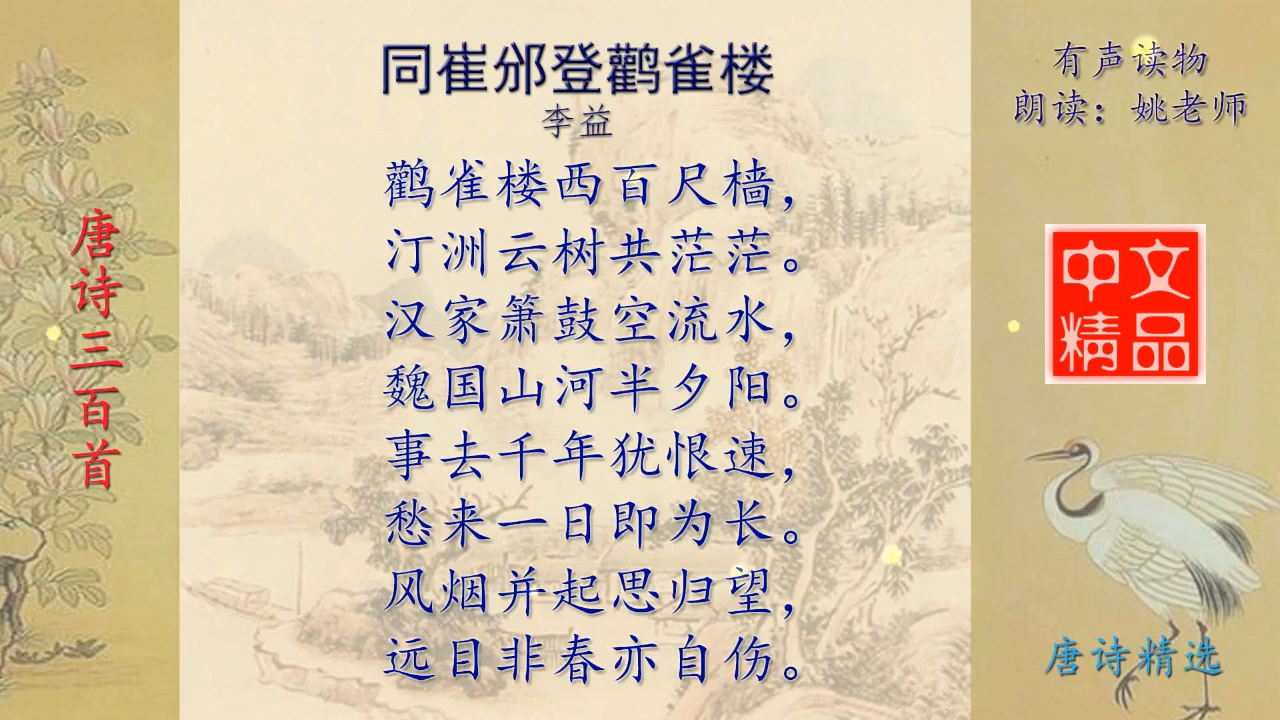 同崔邠登鹳雀楼
李益
鹳雀楼西百尺樯，
汀洲云树共茫茫。
汉家箫鼓空流水，
魏国山河半夕阳。
事去千年犹恨速，
愁来一日即为长。
风烟并起思归望，
远目非春亦自伤。
唐诗三百首
有声读物
朗读：姚老师
中文
精品
唐诗精选